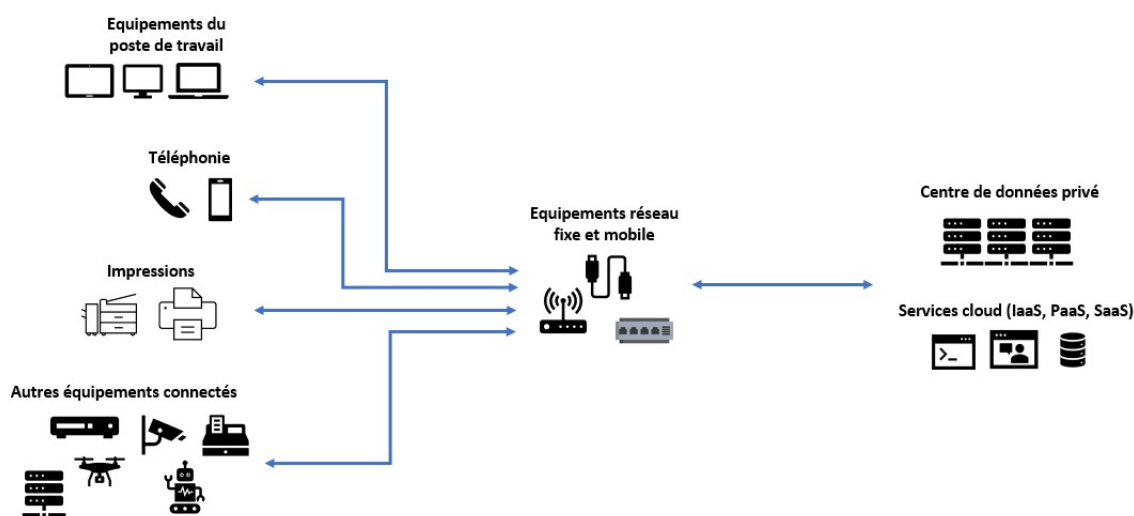 Equipements du
poste de travail
Téléphonie
Impressions
Autres équipements connectés
Equipements réseau
fixe et mobile
Centre de données privé
Services cloud (IaaS, PaaS, SaaS)